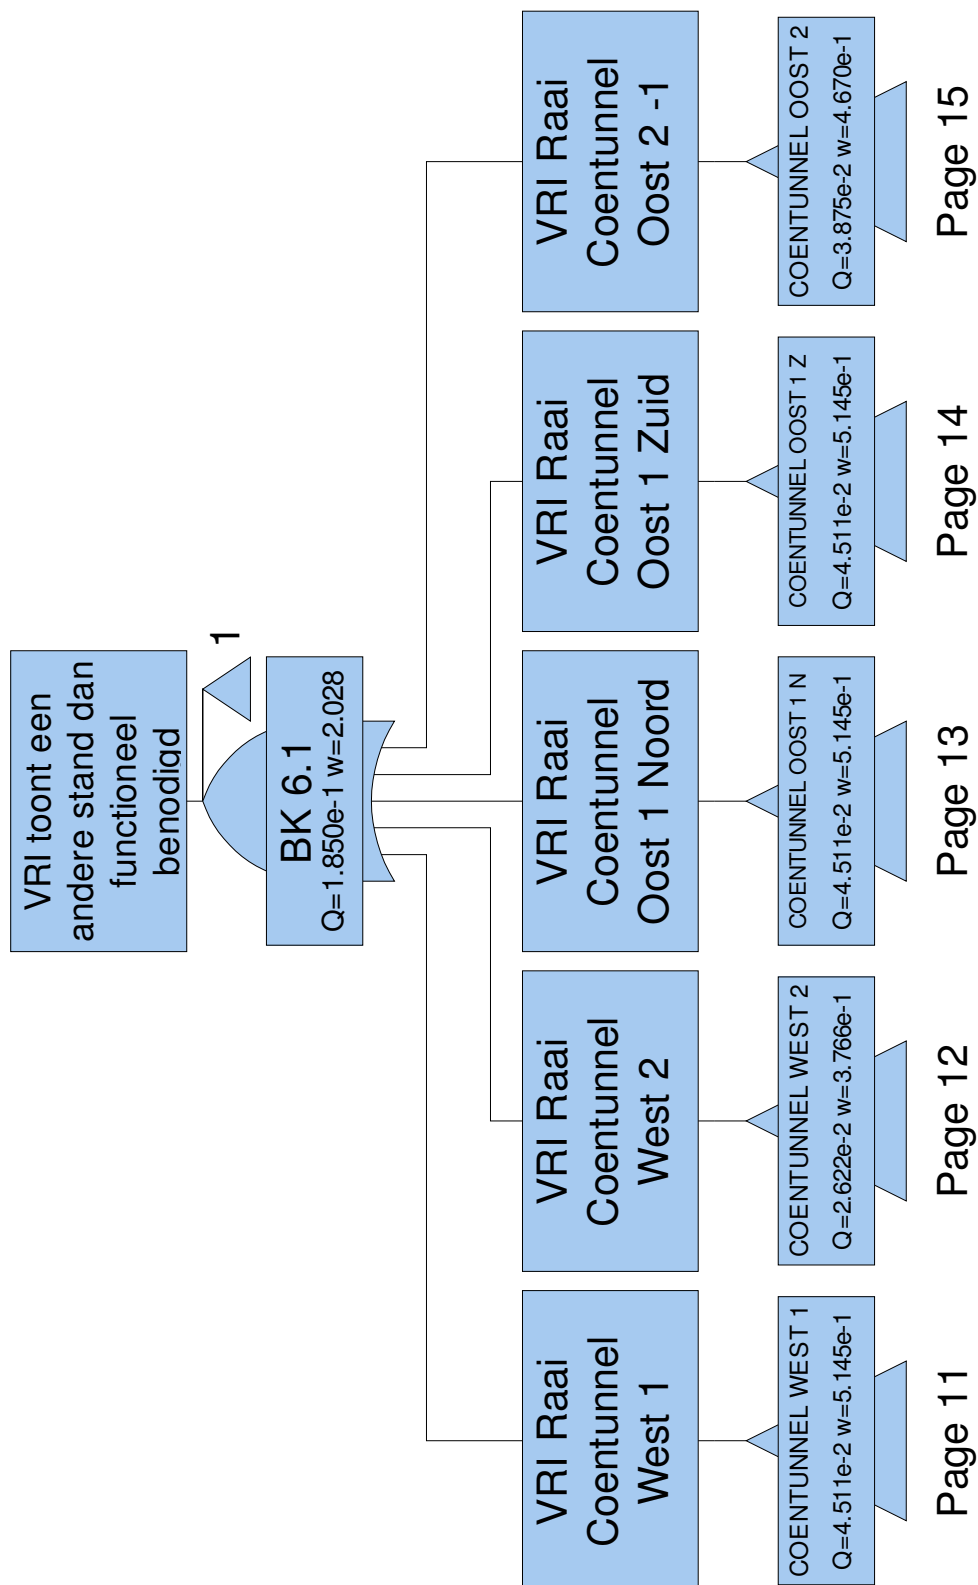 VRI toont een
andere stand dan
functioneel
benodigd
1
BK 6.1
Q=1.850e-1 w=2.028
VRI Raai
Coentunnel
West 1
COENTUNNEL WEST 1
Q=4.511e-2 w=5.145e-1
Page 11
VRI Raai
Coentunnel
West 2
COENTUNNEL WEST 2
Q=2.622e-2 w=3.766e-1
Page 12
VRI Raai
Coentunnel
Oost 1 Noord
COENTUNNEL OOST 1 N
Q=4.511e-2 w=5.145e-1
Page 13
VRI Raai
Coentunnel
Oost 1 Zuid
COENTUNNEL OOST 1 Z
Q=4.511e-2 w=5.145e-1
Page 14
VRI Raai
Coentunnel
Oost 2 -1
COENTUNNEL OOST 2
Q=3.875e-2 w=4.670e-1
Page 15